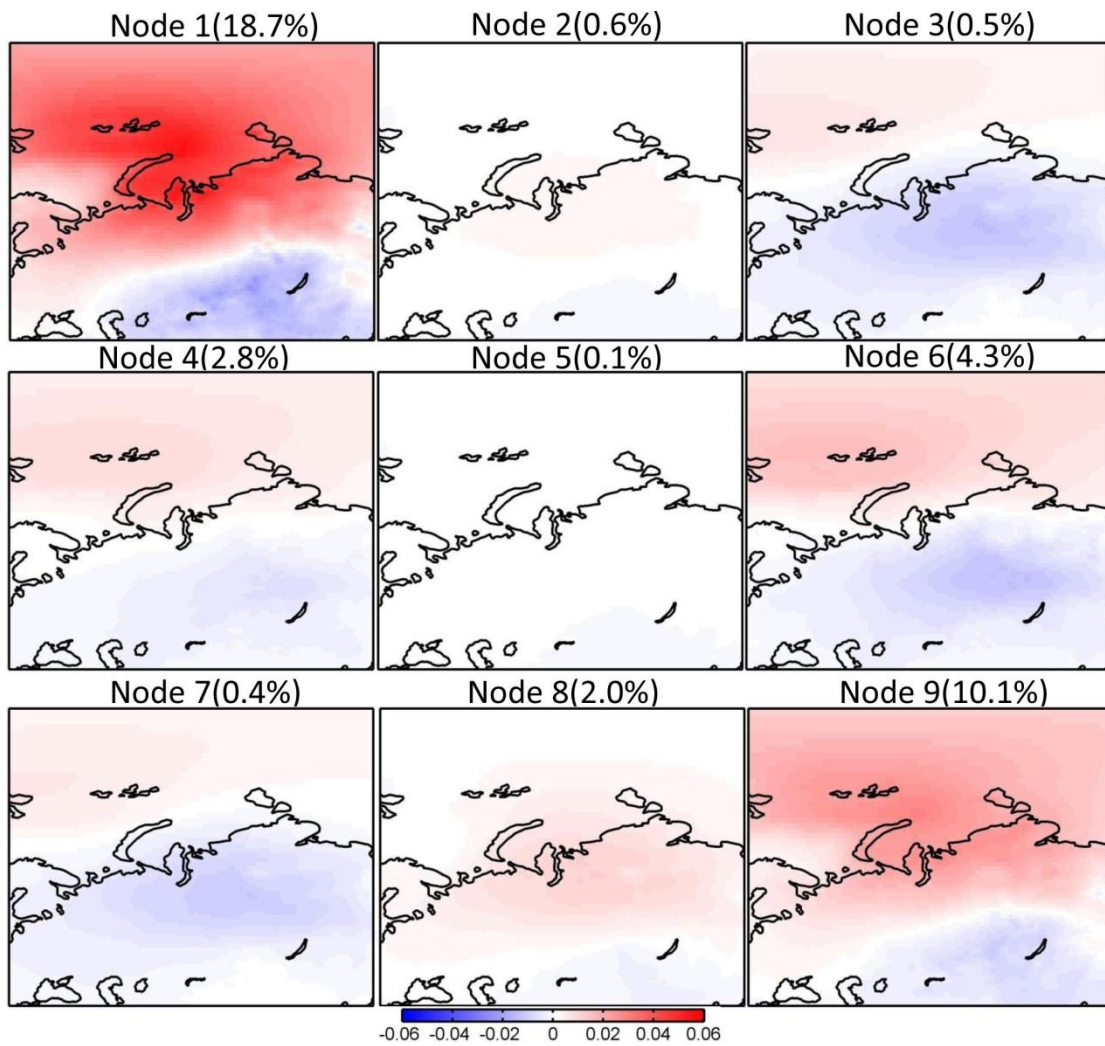 Node 1(18.7%) Node 2(0.6%) Node 3(0.5%)
Node 4(2.8%) Node 5(0.1%) Node 6(4.3%)
Node 7(0.4%) Node 8(2.0%) Node 9(10.1%)
-0.06 -0.04 -0.02 0 0.02 0.04 0.06